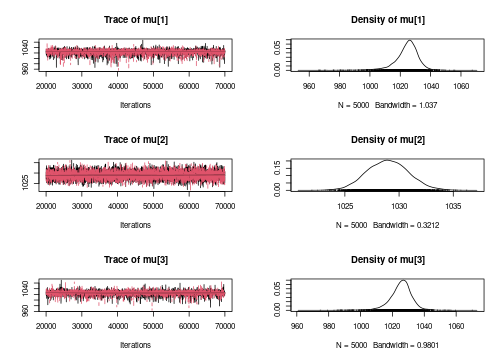 Trace of mu[1]
Density of mu[1]
960
1040
20000 30000 40000 50000 60000 70000
Iterations
0.00
0.05
960 980 1000 1020 1040 1060
N = 5000 Bandwidth = 1.037
Trace of mu[2]
Density of mu[2]
1025
20000 30000 40000 50000 60000 70000
Iterations
0.00
0.15
1025 1030 1035
N = 5000 Bandwidth = 0.3212
Trace of mu[3]
Density of mu[3]
960
1040
20000 30000 40000 50000 60000 70000
Iterations
0.00
0.05
960 980 1000 1020 1040 1060
N = 5000 Bandwidth = 0.9801